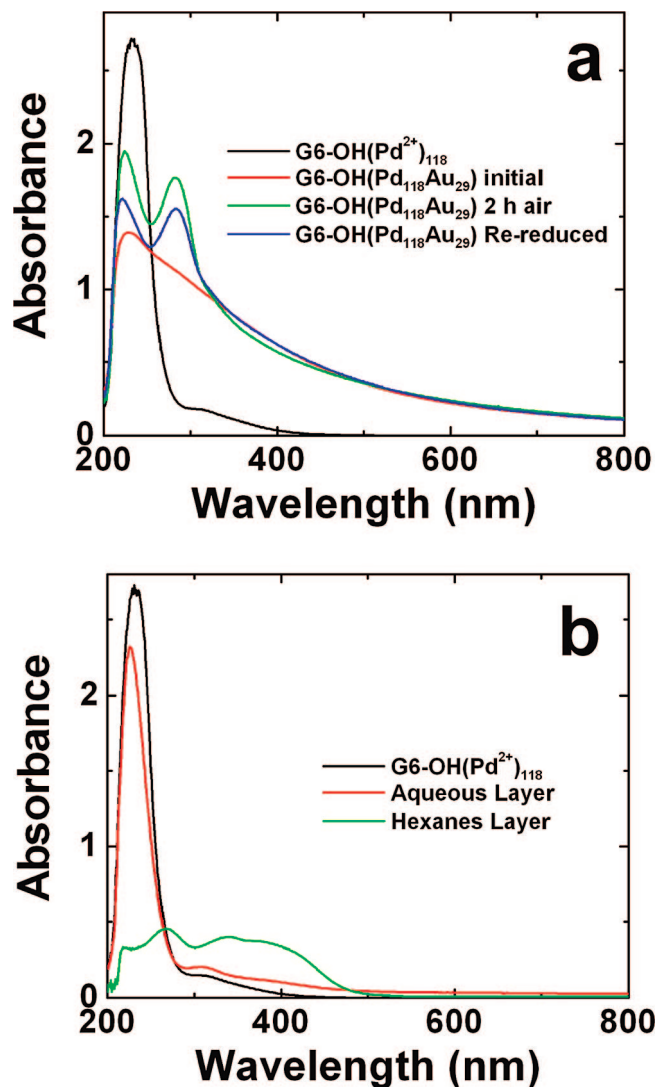 a
G6-OH(Pd²⁺)₁₁₈
G6-OH(Pd₁₁₈Au₂₉) initial
G6-OH(Pd₁₁₈Au₂₉) 2 h air
G6-OH(Pd₁₁₈Au₂₉) Re-reduced
Absorbance
2
1
0
200 400 600 800
Wavelength (nm)
b
G6-OH(Pd²⁺)₁₁₈
Aqueous Layer
Hexanes Layer
Absorbance
2
1
0
200 400 600 800
Wavelength (nm)